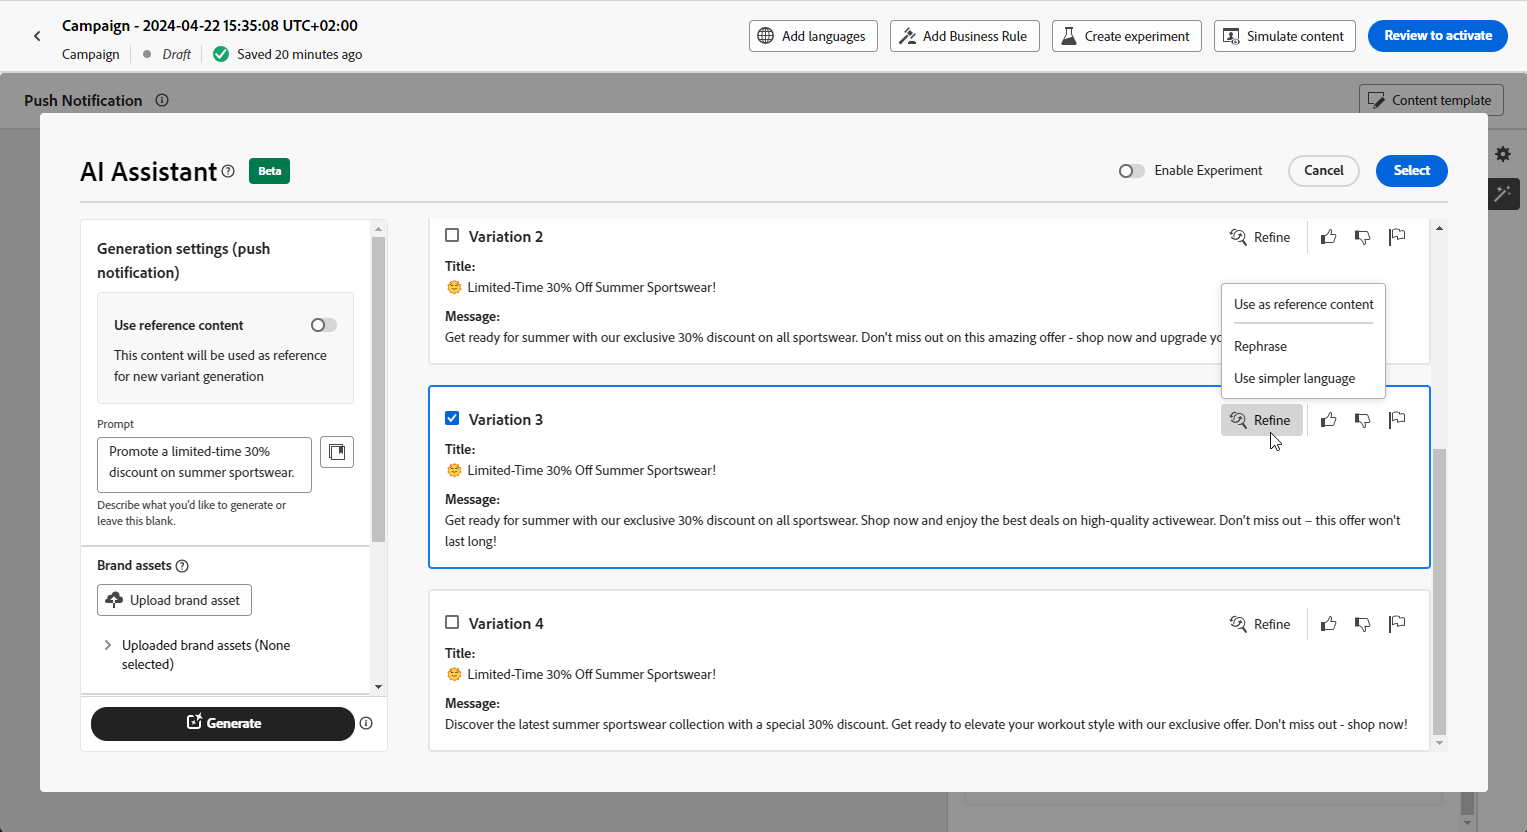 Campaign - 2024-04-22 15:35:08 UTC+02:00
Campaign Draft Saved 20 minutes ago
Add languages Add Business Rule Create experiment Simulate content Review to activate
Push Notification
Content template
AI Assistant Beta
Enable Experiment Cancel Select
Generation settings (push
notification)
Use reference content
This content will be used as reference
for new variant generation
Prompt
Promote a limited-time 30%
discount on summer sportswear.
Describe what you'd like to generate or
leave this blank.
Brand assets
Upload brand asset
Uploaded brand assets (None
selected)
Generate
Variation 2 Refine
Title:
🌞 Limited-Time 30% Off Summer Sportswear!
Message:
Get ready for summer with our exclusive 30% discount on all sportswear. Don't miss out on this amazing offer - shop now and upgrade
Use as reference content
Rephrase
Use simpler language
Variation 3 Refine
Title:
🌞 Limited-Time 30% Off Summer Sportswear!
Message:
Get ready for summer with our exclusive 30% discount on all sportswear. Shop now and enjoy the best deals on high-quality activewear. Don't miss out – this offer won't
last long!
Variation 4 Refine
Title:
🌞 Limited-Time 30% Off Summer Sportswear!
Message:
Discover the latest summer sportswear collection with a special 30% discount. Get ready to elevate your workout style with our exclusive offer. Don't miss out - shop now!